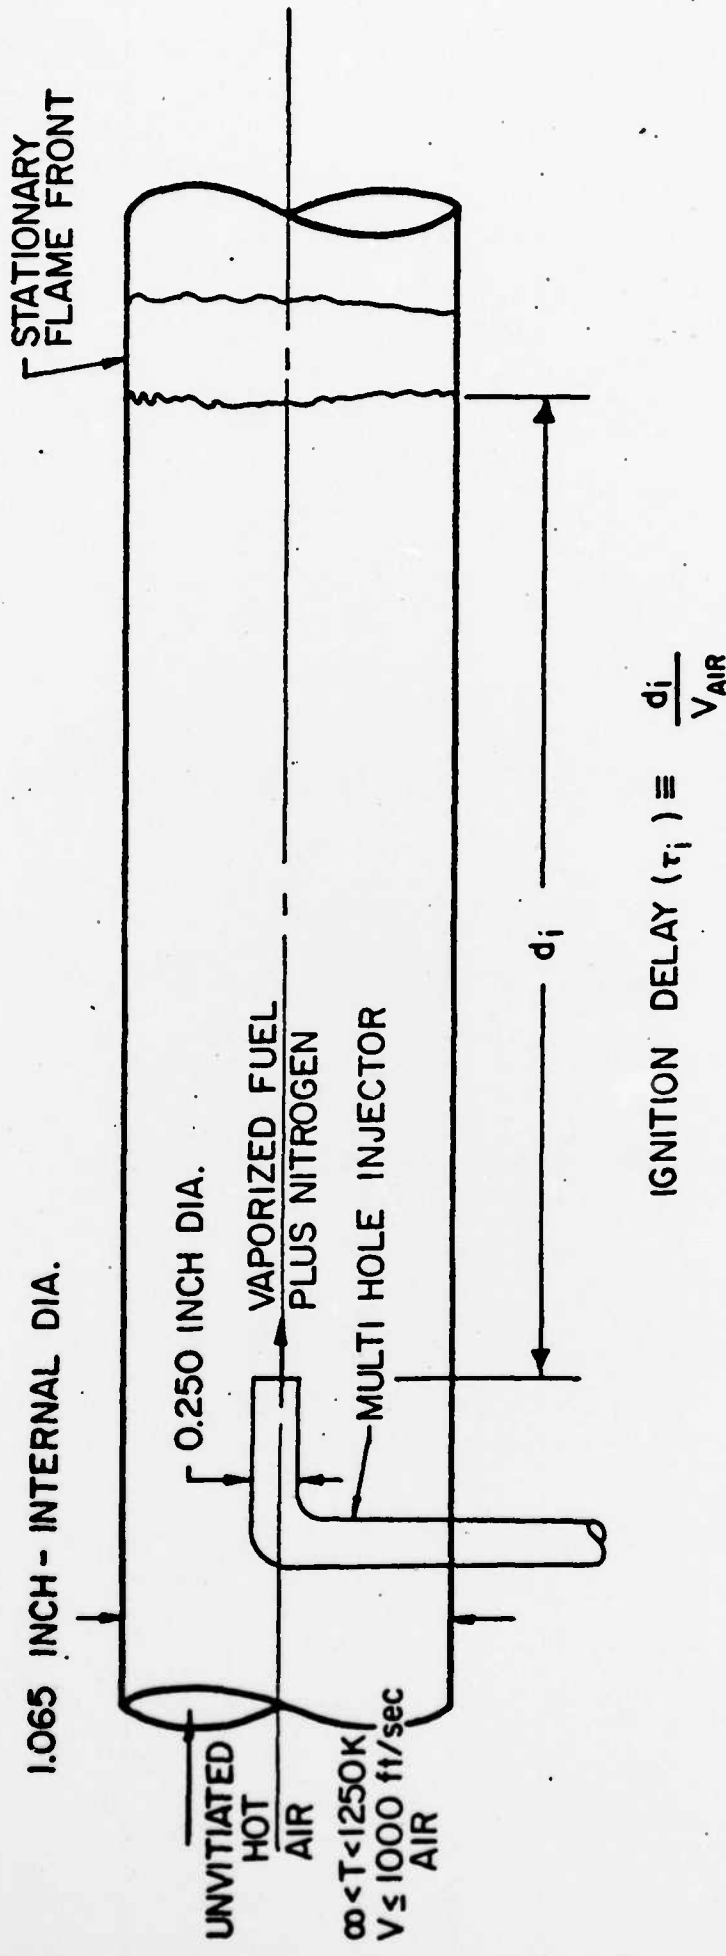 1.065 INCH - INTERNAL DIA.
STATIONARY
FLAME FRONT
0.250 INCH DIA.
UNVITIATED
HOT
AIR
VAPORIZED FUEL
PLUS NITROGEN
∞<T<1250K
V ≤ 1000 ft/sec
AIR
MULTI HOLE INJECTOR
di
IGNITION DELAY (τi) ≡ di / VAIR